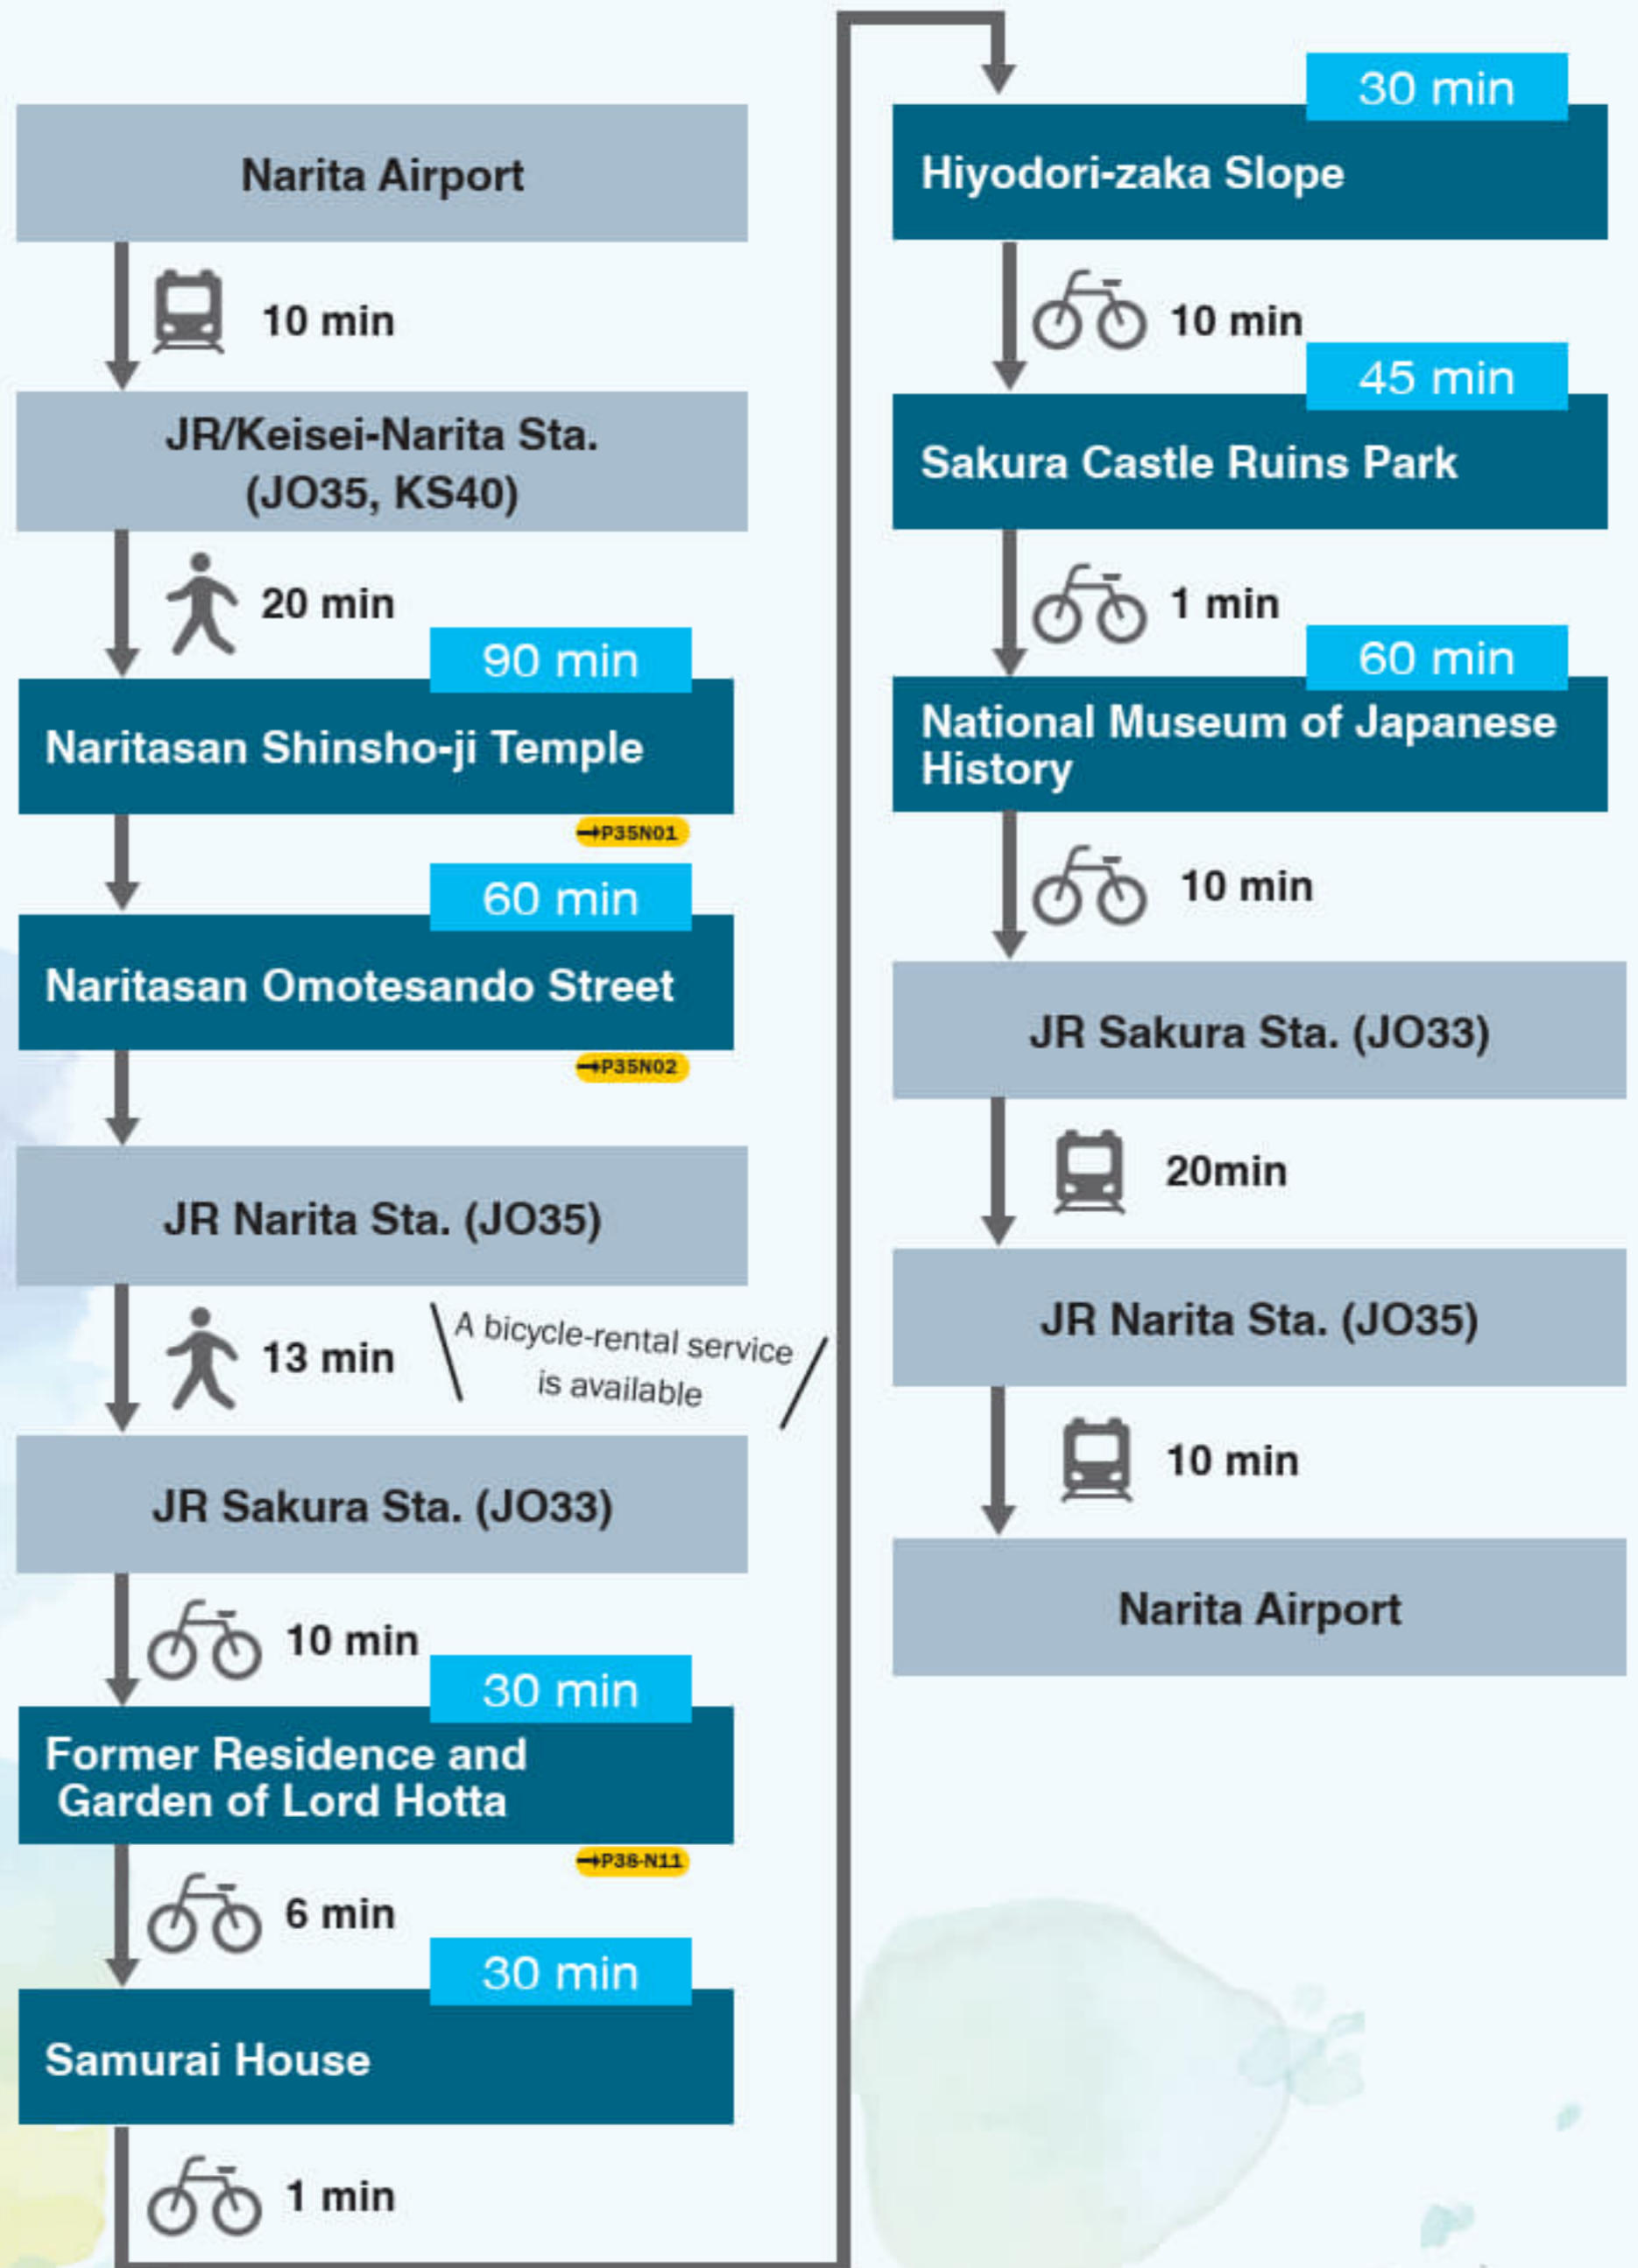 Narita Airport
10 min
JR/Keisei-Narita Sta.
(JO35, KS40)
20 min
90 min
Naritasan Shinsho-ji Temple
→P35N01
60 min
Naritasan Omotesando Street
→P35N02
JR Narita Sta. (JO35)
13 min
A bicycle-rental service
is available
JR Sakura Sta. (JO33)
10 min
30 min
Former Residence and
Garden of Lord Hotta
→P38-N11
6 min
30 min
Samurai House
1 min
30 min
Hiyodori-zaka Slope
10 min
45 min
Sakura Castle Ruins Park
1 min
60 min
National Museum of Japanese
History
10 min
JR Sakura Sta. (JO33)
20min
JR Narita Sta. (JO35)
10 min
Narita Airport